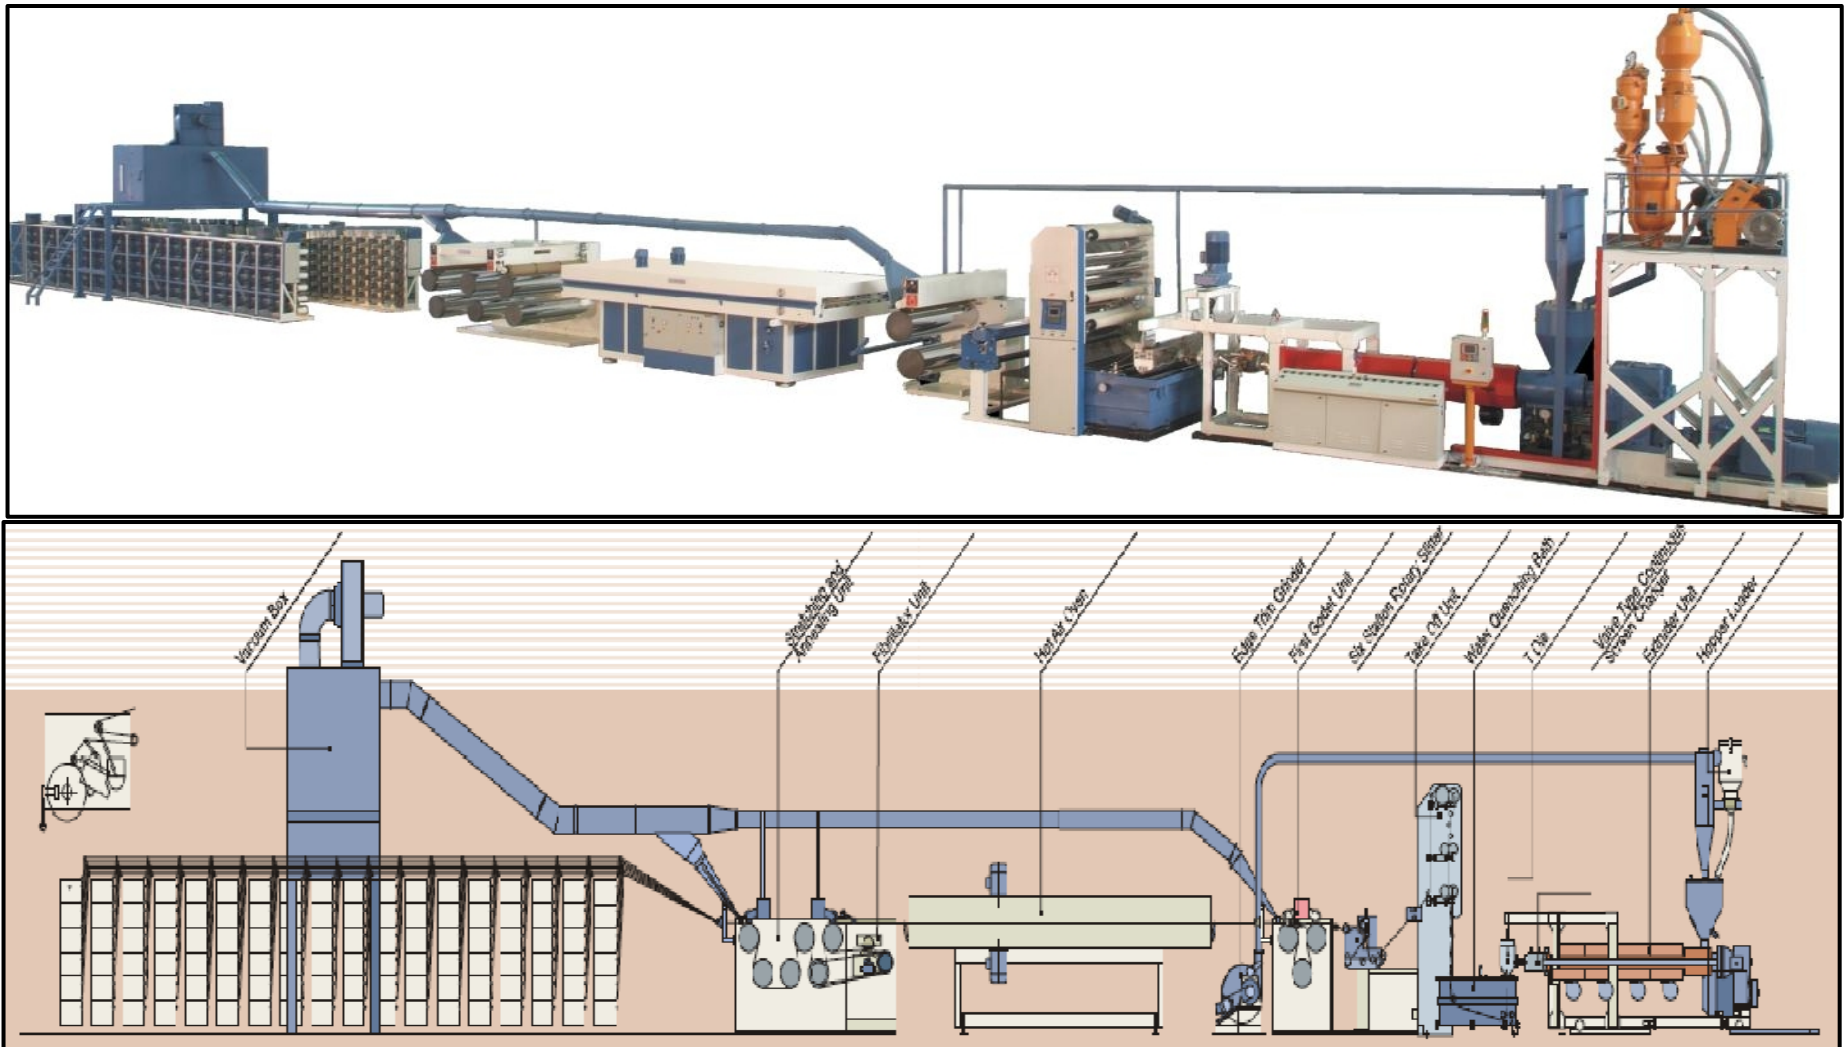 Vaccum Box
Stretching and
Annealing Unit
Fibrillator Unit
Hot Air Oven
Edge Trim Grinder
First Godet Unit
Six Station Rotary Slitter
Take Off Unit
Water Quenching Bath
T Die
Valve Type Continuous
Screen Changer
Extruder Unit
Hopper Loader